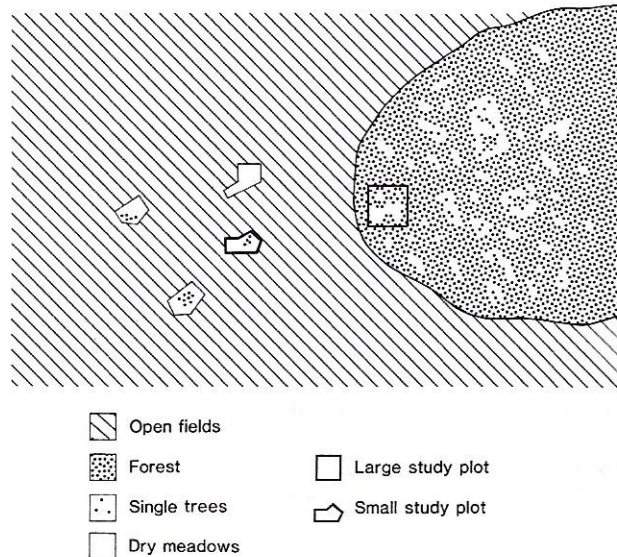 Open fields
Forest
Single trees
Dry meadows
Large study plot
Small study plot